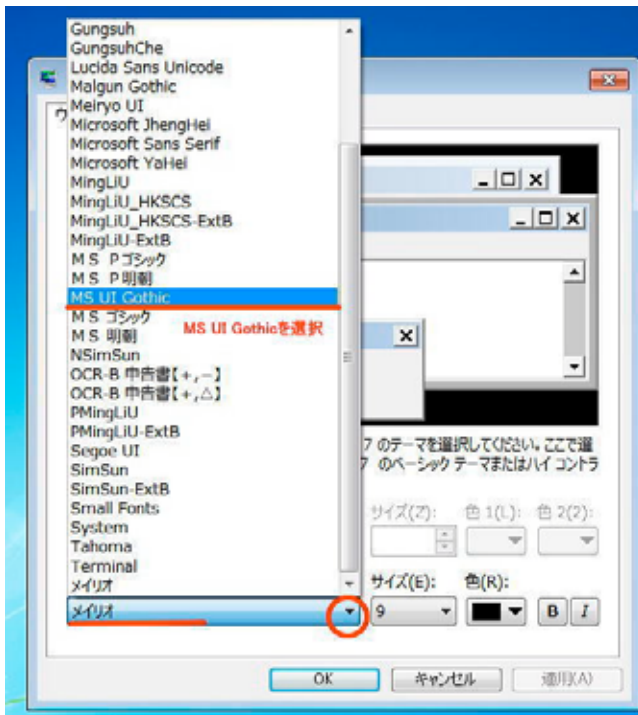 Gungsuh
GungsuhChe
Lucida Sans Unicode
Malgun Gothic
Meiryo UI
Microsoft JhengHei
Microsoft Sans Serif
Microsoft YaHei
MingLiU
MingLiU_HKSCS
MingLiU_HKSCS-ExtB
MingLiU-ExtB
ＭＳ Ｐゴシック
ＭＳ Ｐ明朝
MS UI Gothic
ＭＳ ゴシック
MS UI Gothicを選択
ＭＳ 明朝
NSimSun
OCR-B 申告書【+,−】
OCR-B 申告書【+,△】
PMingLiU
PMingLiU-ExtB
Segoe UI
SimSun
SimSun-ExtB
Small Fonts
System
Tahoma
Terminal
メイリオ
メイリオ
ウ
7 のテーマを選択してください。ここで選
7 のベーシック テーマまたはハイ コントラ
サイズ(Z): 色 1(L): 色 2(2):
サイズ(E): 色(R):
9 B I
OK キャンセル 適用(A)